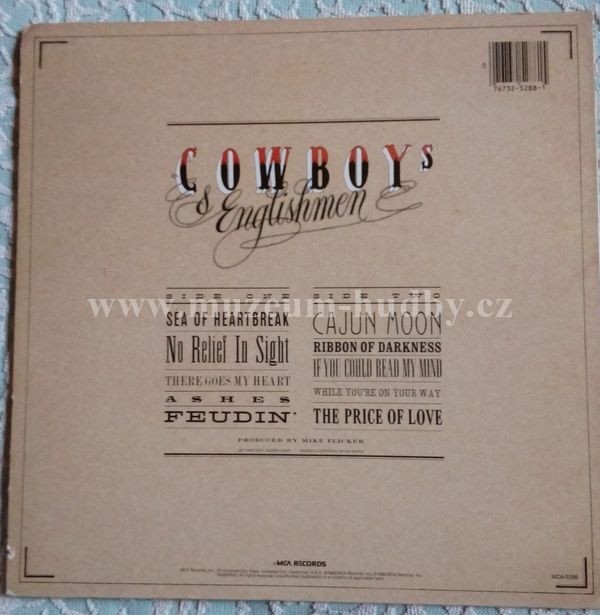 0
76732-5288-1
COWBOYS
& Englishmen
SIDE ONE
SEA OF HEARTBREAK
No Relief In Sight
THERE GOES MY HEART
ASHES
FEUDIN'
SIDE TWO
CAJUN MOON
RIBBON OF DARKNESS
IF YOU COULD READ MY MIND
WHILE YOU'RE ON YOUR WAY
THE PRICE OF LOVE
www.muzeum-hudby.cz
PRODUCED BY MIKE FLICKER
MCA RECORDS
MCA-5288